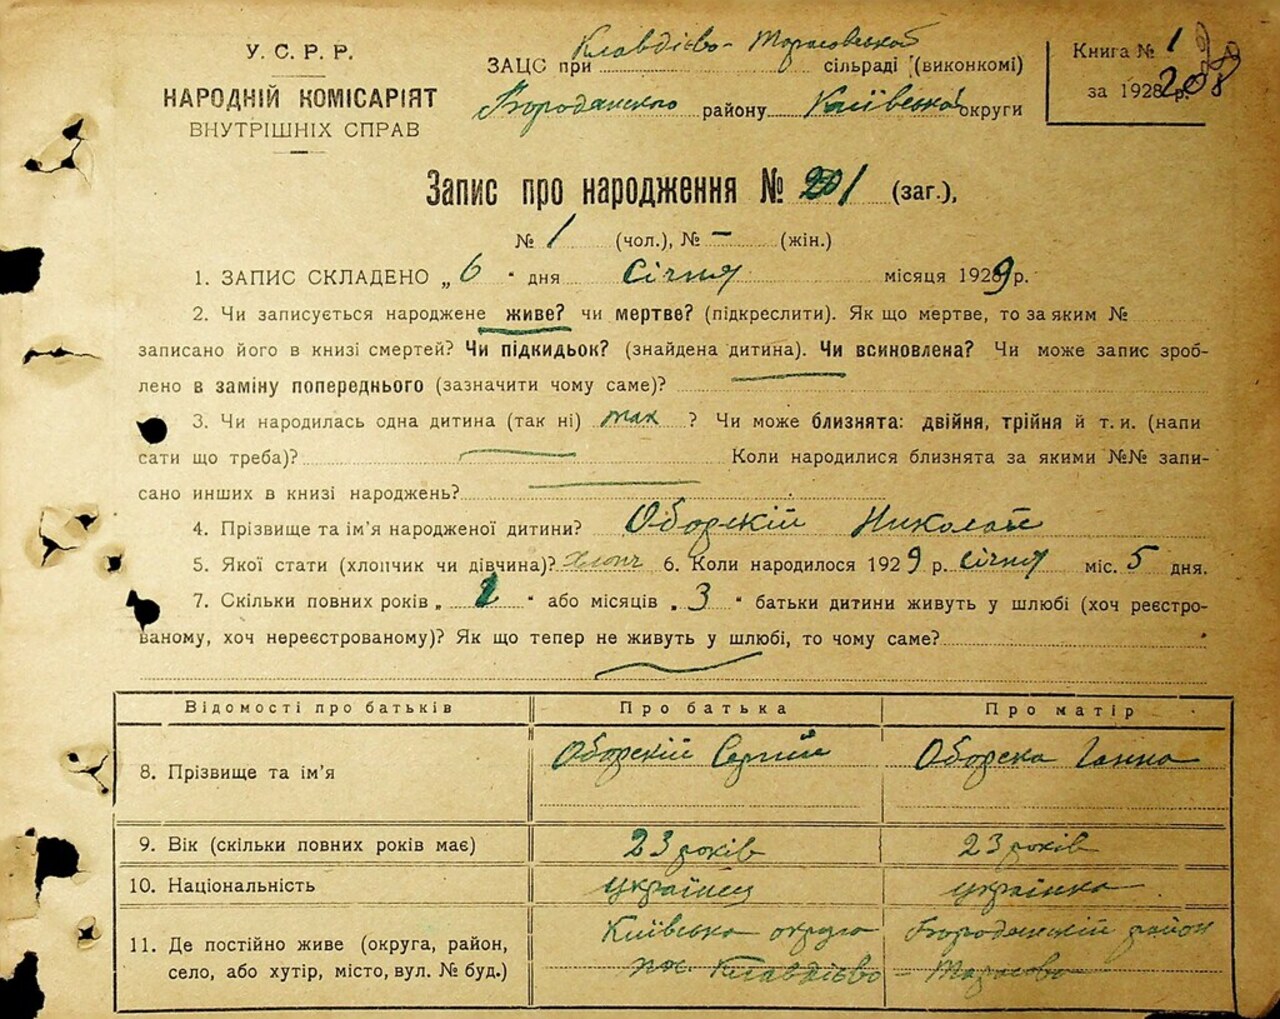 У. С. Р. Р.
НАРОДНІЙ КОМІСАРІЯТ
ВНУТРІШНІХ СПРАВ
ЗАЦС при Клавдієво-Тарасовській сільраді (виконкомі)
Бородянского району Київської округи
Книга № 1
за 1928 р.
208
Запис про народження № 201 (заг.),
№ 1 (чол.), № – (жін.)
1. ЗАПИС СКЛАДЕНО „ 6 “ дня Січня місяця 1929 р.
2. Чи записується народжене живе? чи мертве? (підкреслити). Як що мертве, то за яким №
записано його в книзі смертей? Чи підкидьок? (знайдена дитина). Чи всиновлена? Чи може запис зроб-
лено в заміну попереднього (зазначити чому саме)?
3. Чи народилась одна дитина (так ні) так ? Чи може близнята: двійня, трійня й т. и. (напи
сати що треба)? Коли народилися близнята за якими №№ запи-
сано инших в книзі народжень?
4. Прізвище та ім’я народженої дитини? Оборскій Николай
5. Якої стати (хлопчик чи дівчина)? хлопч 6. Коли народилося 1929 р. січня міс. 5 дня.
7. Скільки повних років „ “ або місяців „ 3 “ батьки дитини живуть у шлюбі (хоч реєстро-
ваному, хоч нереєстрованому)? Як що тепер не живуть у шлюбі, то чому саме?
Відомості про батьків Про батька Про матір
8. Прізвище та ім’я Оборскій Сергій Оборска Ганна
9. Вік (скільки повних років має) 23 років 23 років
10. Національність українец українка
11. Де постійно живе (округа, район, Київська округа Бородянскій район
село, або хутір, місто, вул. № буд.) Клавдієво - Тарасово